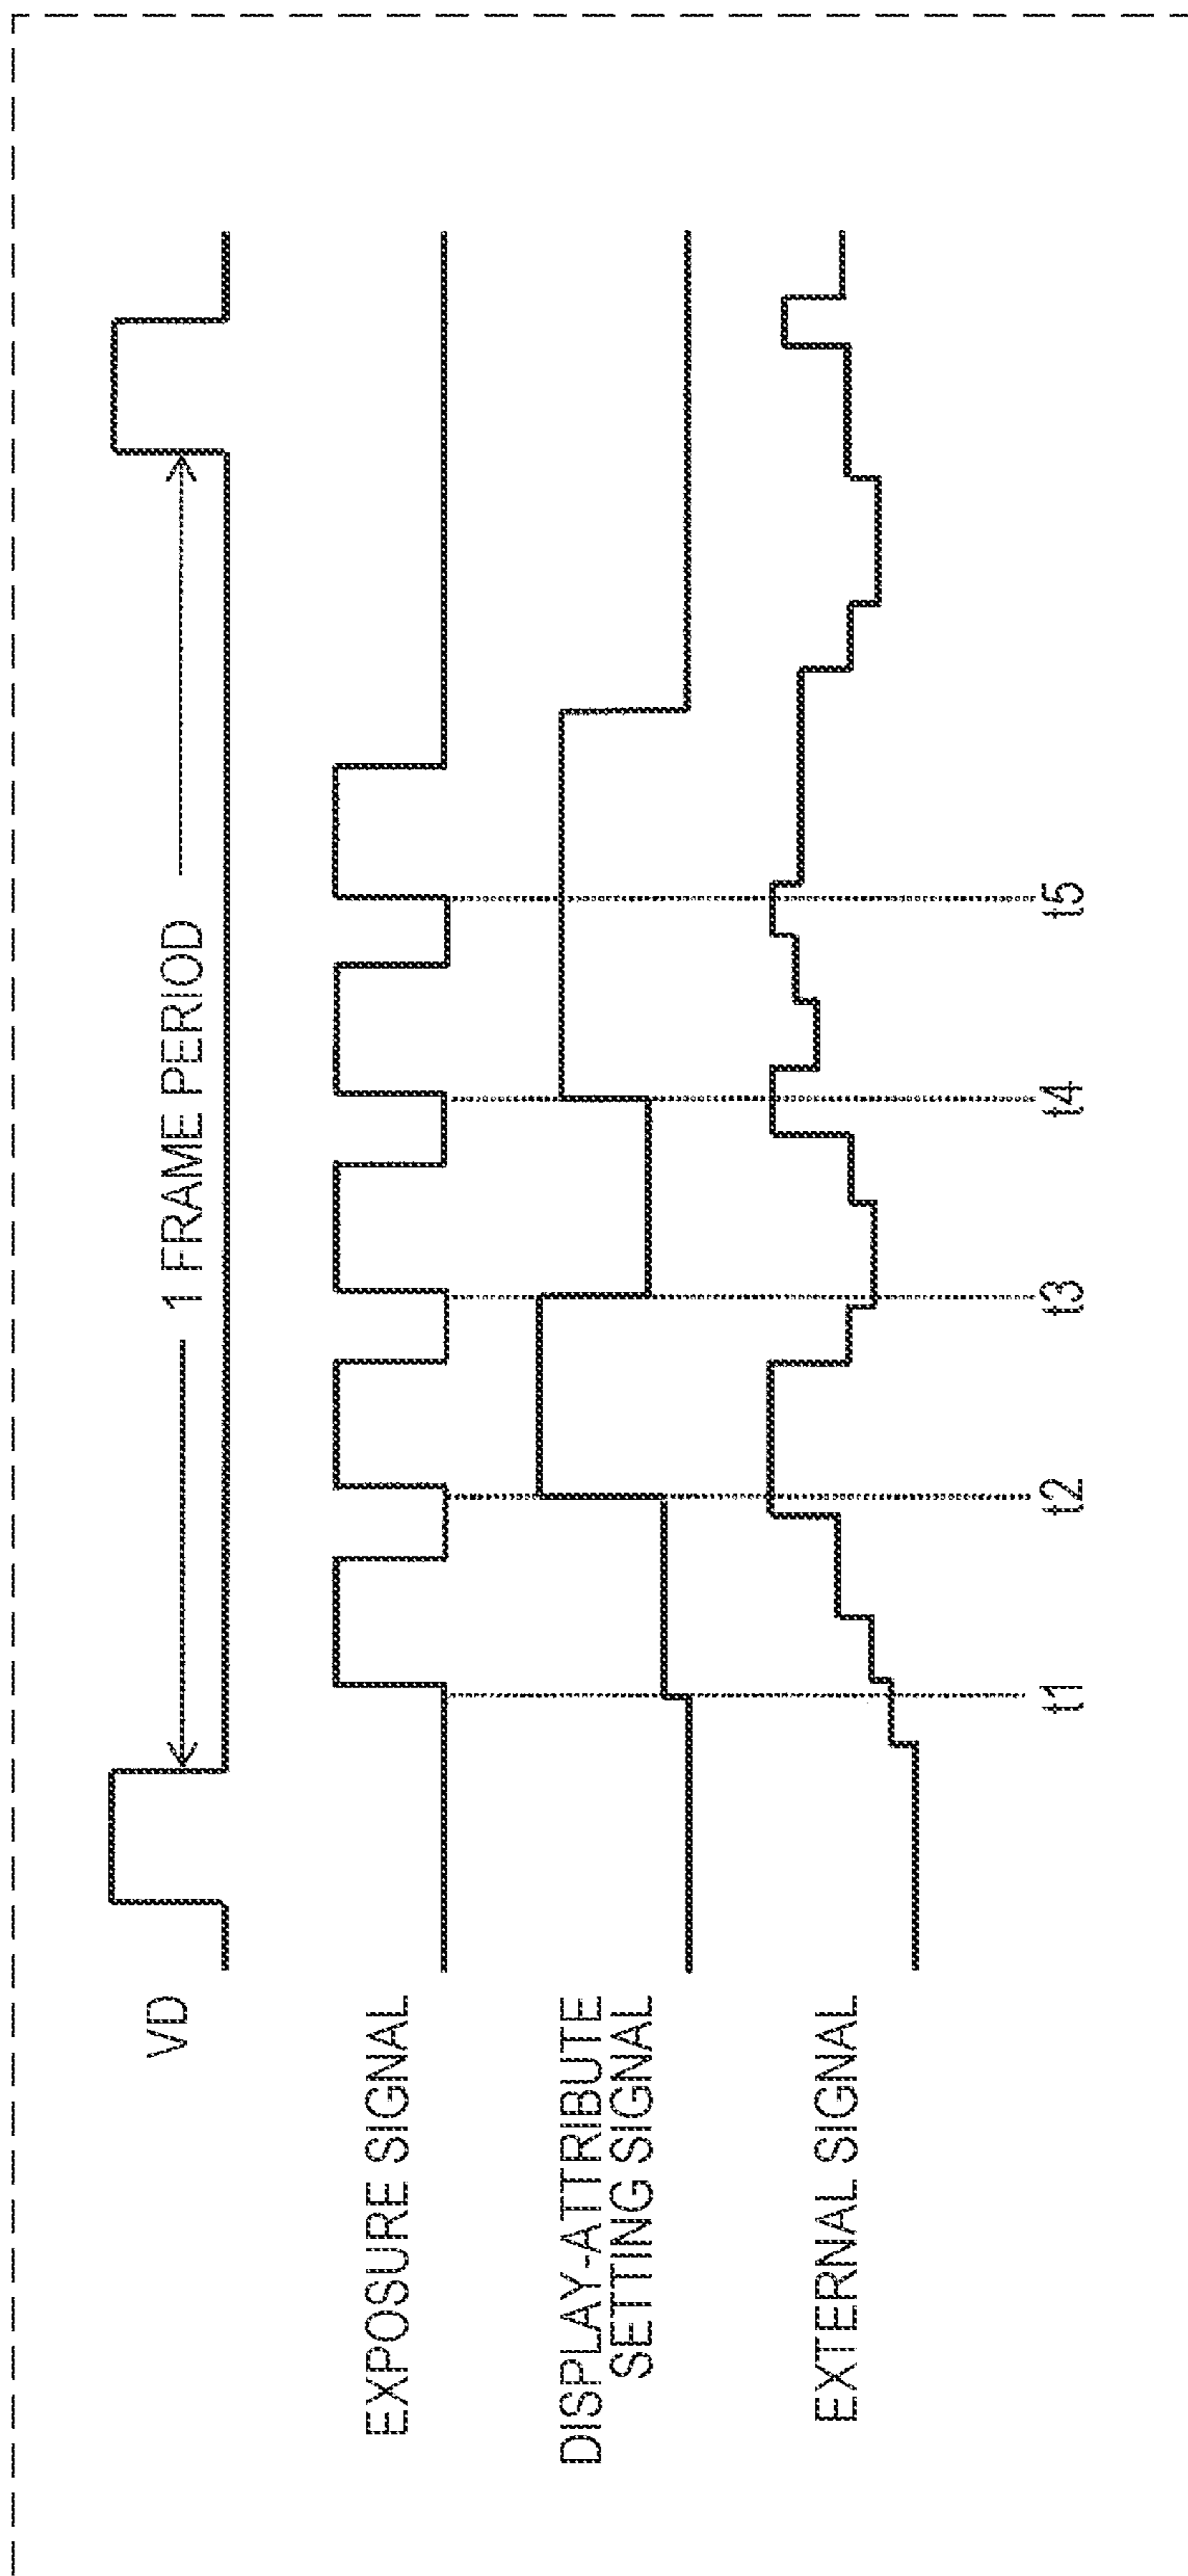 VD
1 FRAME PERIOD
EXPOSURE SIGNAL
DISPLAY-ATTRIBUTE
SETTING SIGNAL
EXTERNAL SIGNAL
t1
t2
t3
t4
t5